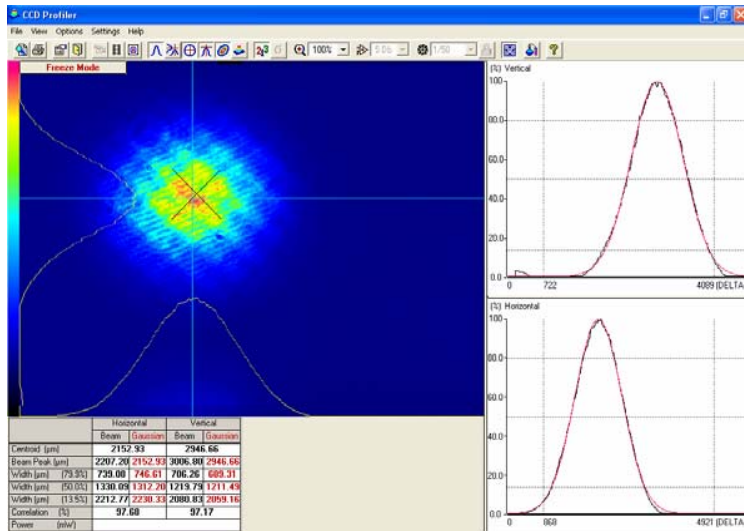 CCD Profiler
File View Options Settings Help
100%
1/50
Freeze Mode
(%) Vertical
100
80.0
60.0
40.0
20.0
0.0
0 722 4089 (DELTA
(%) Horizontal
100
80.0
60.0
40.0
20.0
0.0
0 868 4921 (DELTA
Horizontal Vertical
Beam Gaussian Beam Gaussian
Centroid (µm) 2152.93 2946.66
Beam Peak (µm) 2207.20 2152.93 3006.80 2946.66
Width (µm) (79.9%) 739.00 746.61 706.26 689.31
Width (µm) (50.0%) 1330.09 1312.20 1219.79 1211.49
Width (µm) (13.5%) 2212.77 2230.33 2080.83 2059.16
Correlation (%) 97.60 97.17
Power (mW)